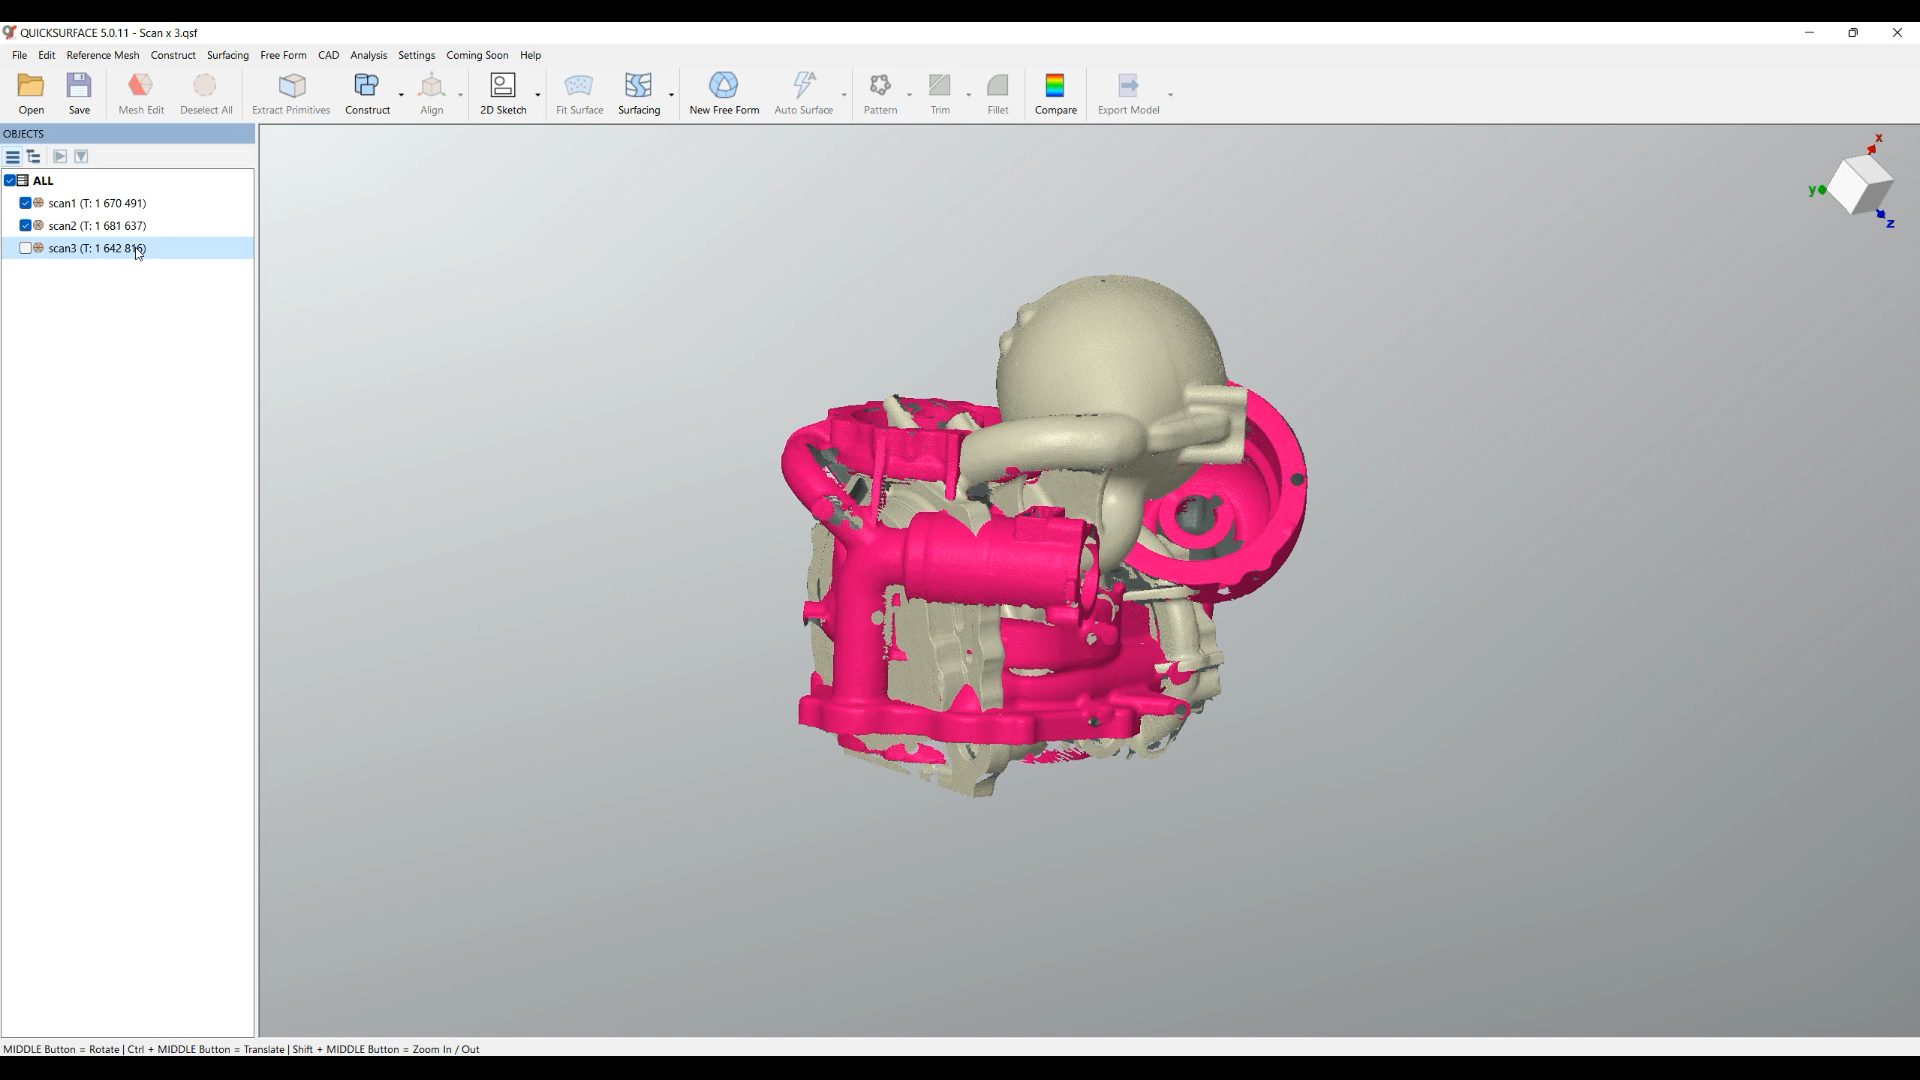 QUICKSURFACE 5.0.11 - Scan x 3.qsf
File Edit Reference Mesh Construct Surfacing Free Form CAD Analysis Settings Coming Soon Help
Open Save Mesh Edit Deselect All Extract Primitives Construct Align 2D Sketch Fit Surface Surfacing New Free Form Auto Surface Pattern Trim Fillet Compare Export Model
OBJECTS
ALL
scan1 (T: 1 670 491)
scan2 (T: 1 681 637)
scan3 (T: 1 642 816)
x
y
z
MIDDLE Button = Rotate | Ctrl + MIDDLE Button = Translate | Shift + MIDDLE Button = Zoom In / Out